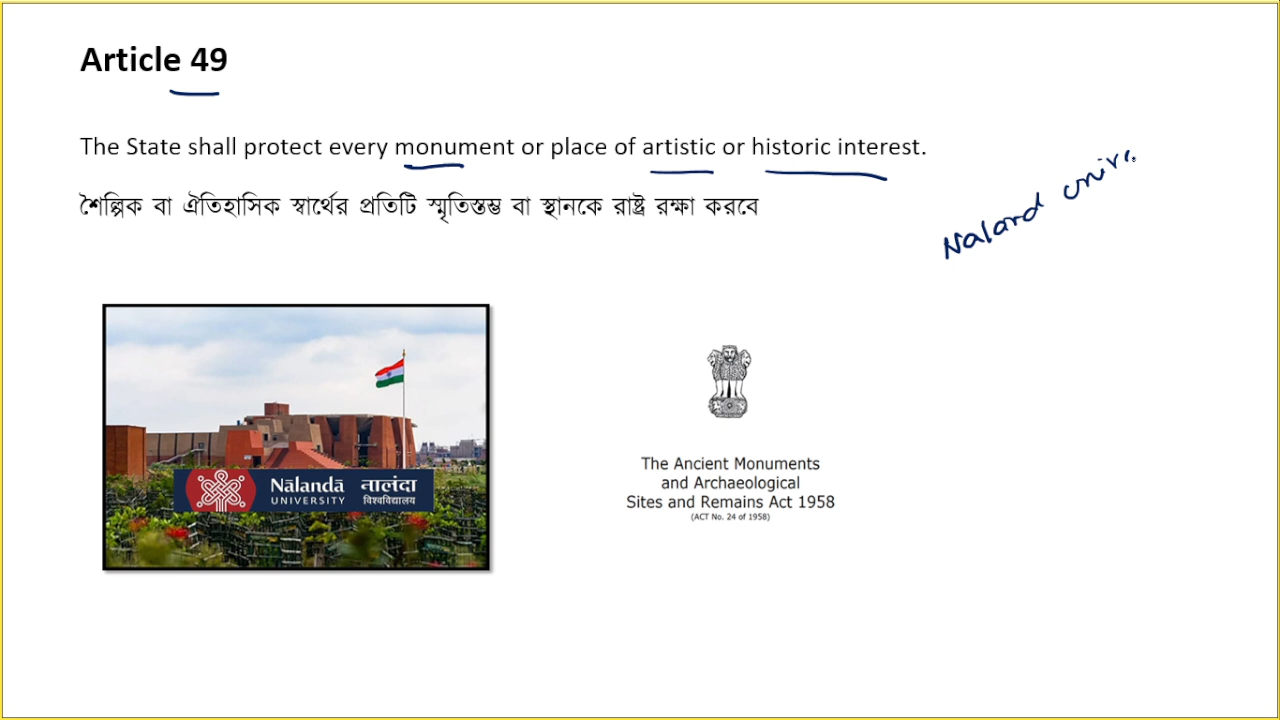 Article 49
The State shall protect every monument or place of artistic or historic interest.
শৈল্পিক বা ঐতিহাসিক স্বার্থের প্রতিটি স্মৃতিস্তম্ভ বা স্থানকে রাষ্ট্র রক্ষা করবে
Naland Univ.
Nālandā नालंदा
UNIVERSITY विश्वविद्यालय
The Ancient Monuments
and Archaeological
Sites and Remains Act 1958
(ACT No. 24 of 1958)